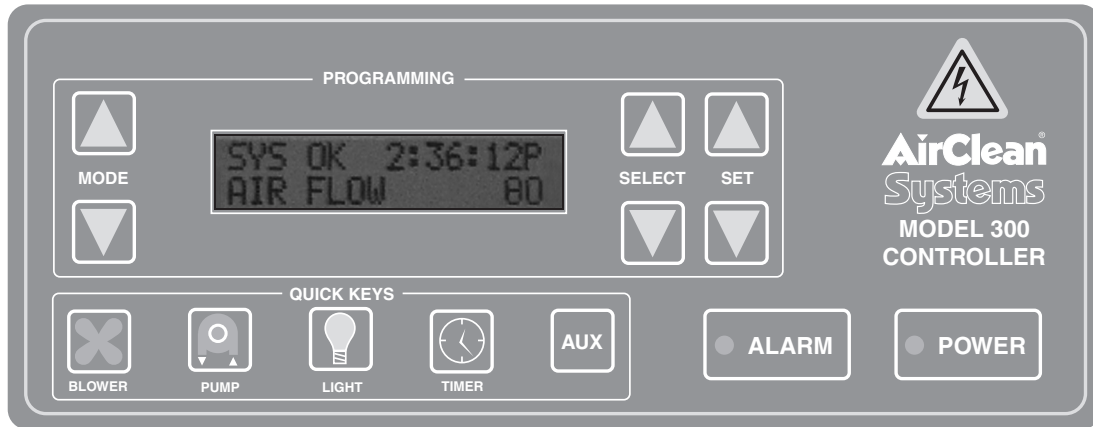 PROGRAMMING
MODE
SYS OK 2:36:12P
AIR FLOW 80
SELECT
SET
AirClean®
Systems
MODEL 300
CONTROLLER
QUICK KEYS
BLOWER
PUMP
LIGHT
TIMER
AUX
ALARM
POWER